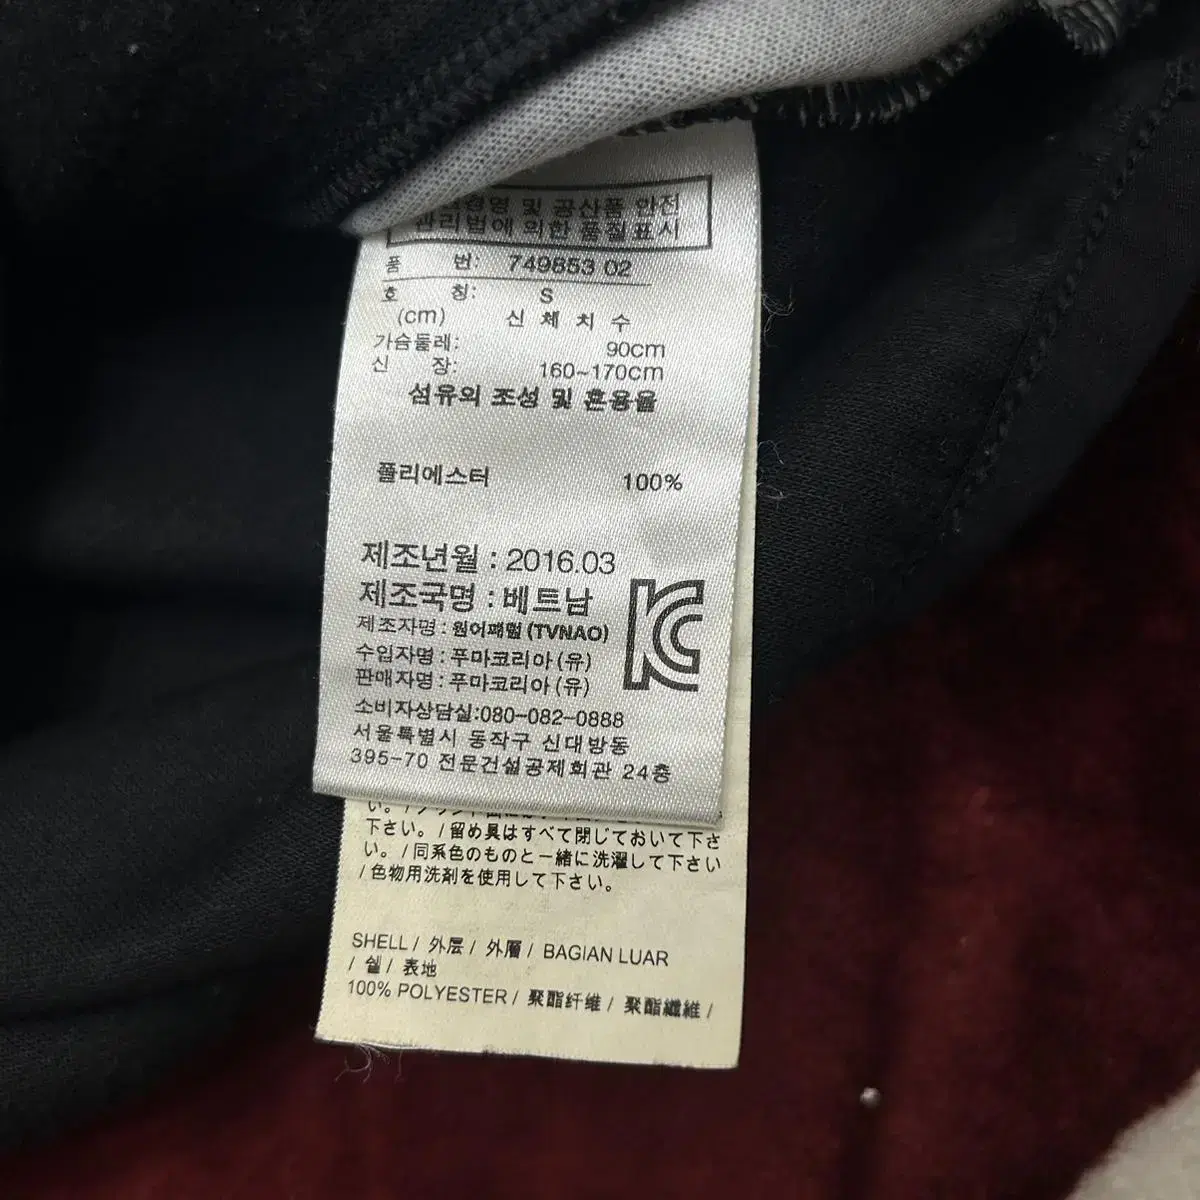 경영 및 공산품 안전
관리법에 의한 품질표시
품 번: 749853 02
호 칭: S
(cm) 신 체 치 수
가슴둘레: 90cm
신 장: 160~170cm
섬유의 조성 및 혼용율
폴리에스터 100%
제조년월 : 2016.03
제조국명 : 베트남
제조자명 : 원어패럴 (TVNAO)
수입자명 : 푸마코리아 (유)
판매자명 : 푸마코리아 (유)
소비자상담실:080-082-0888
서울특별시 동작구 신대방동
395-70 전문건설공제회관 24층
下さい。/ 留め具はすべて閉じておいて下さ
い。/ 同系色のものと一緒に洗濯して下さい
/ 色物用洗剤を使用して下さい。
SHELL / 外层 / 外層 / BAGIAN LUAR
/ 쉘 / 表地
100% POLYESTER / 聚酯纤维 / 聚酯纖維 /